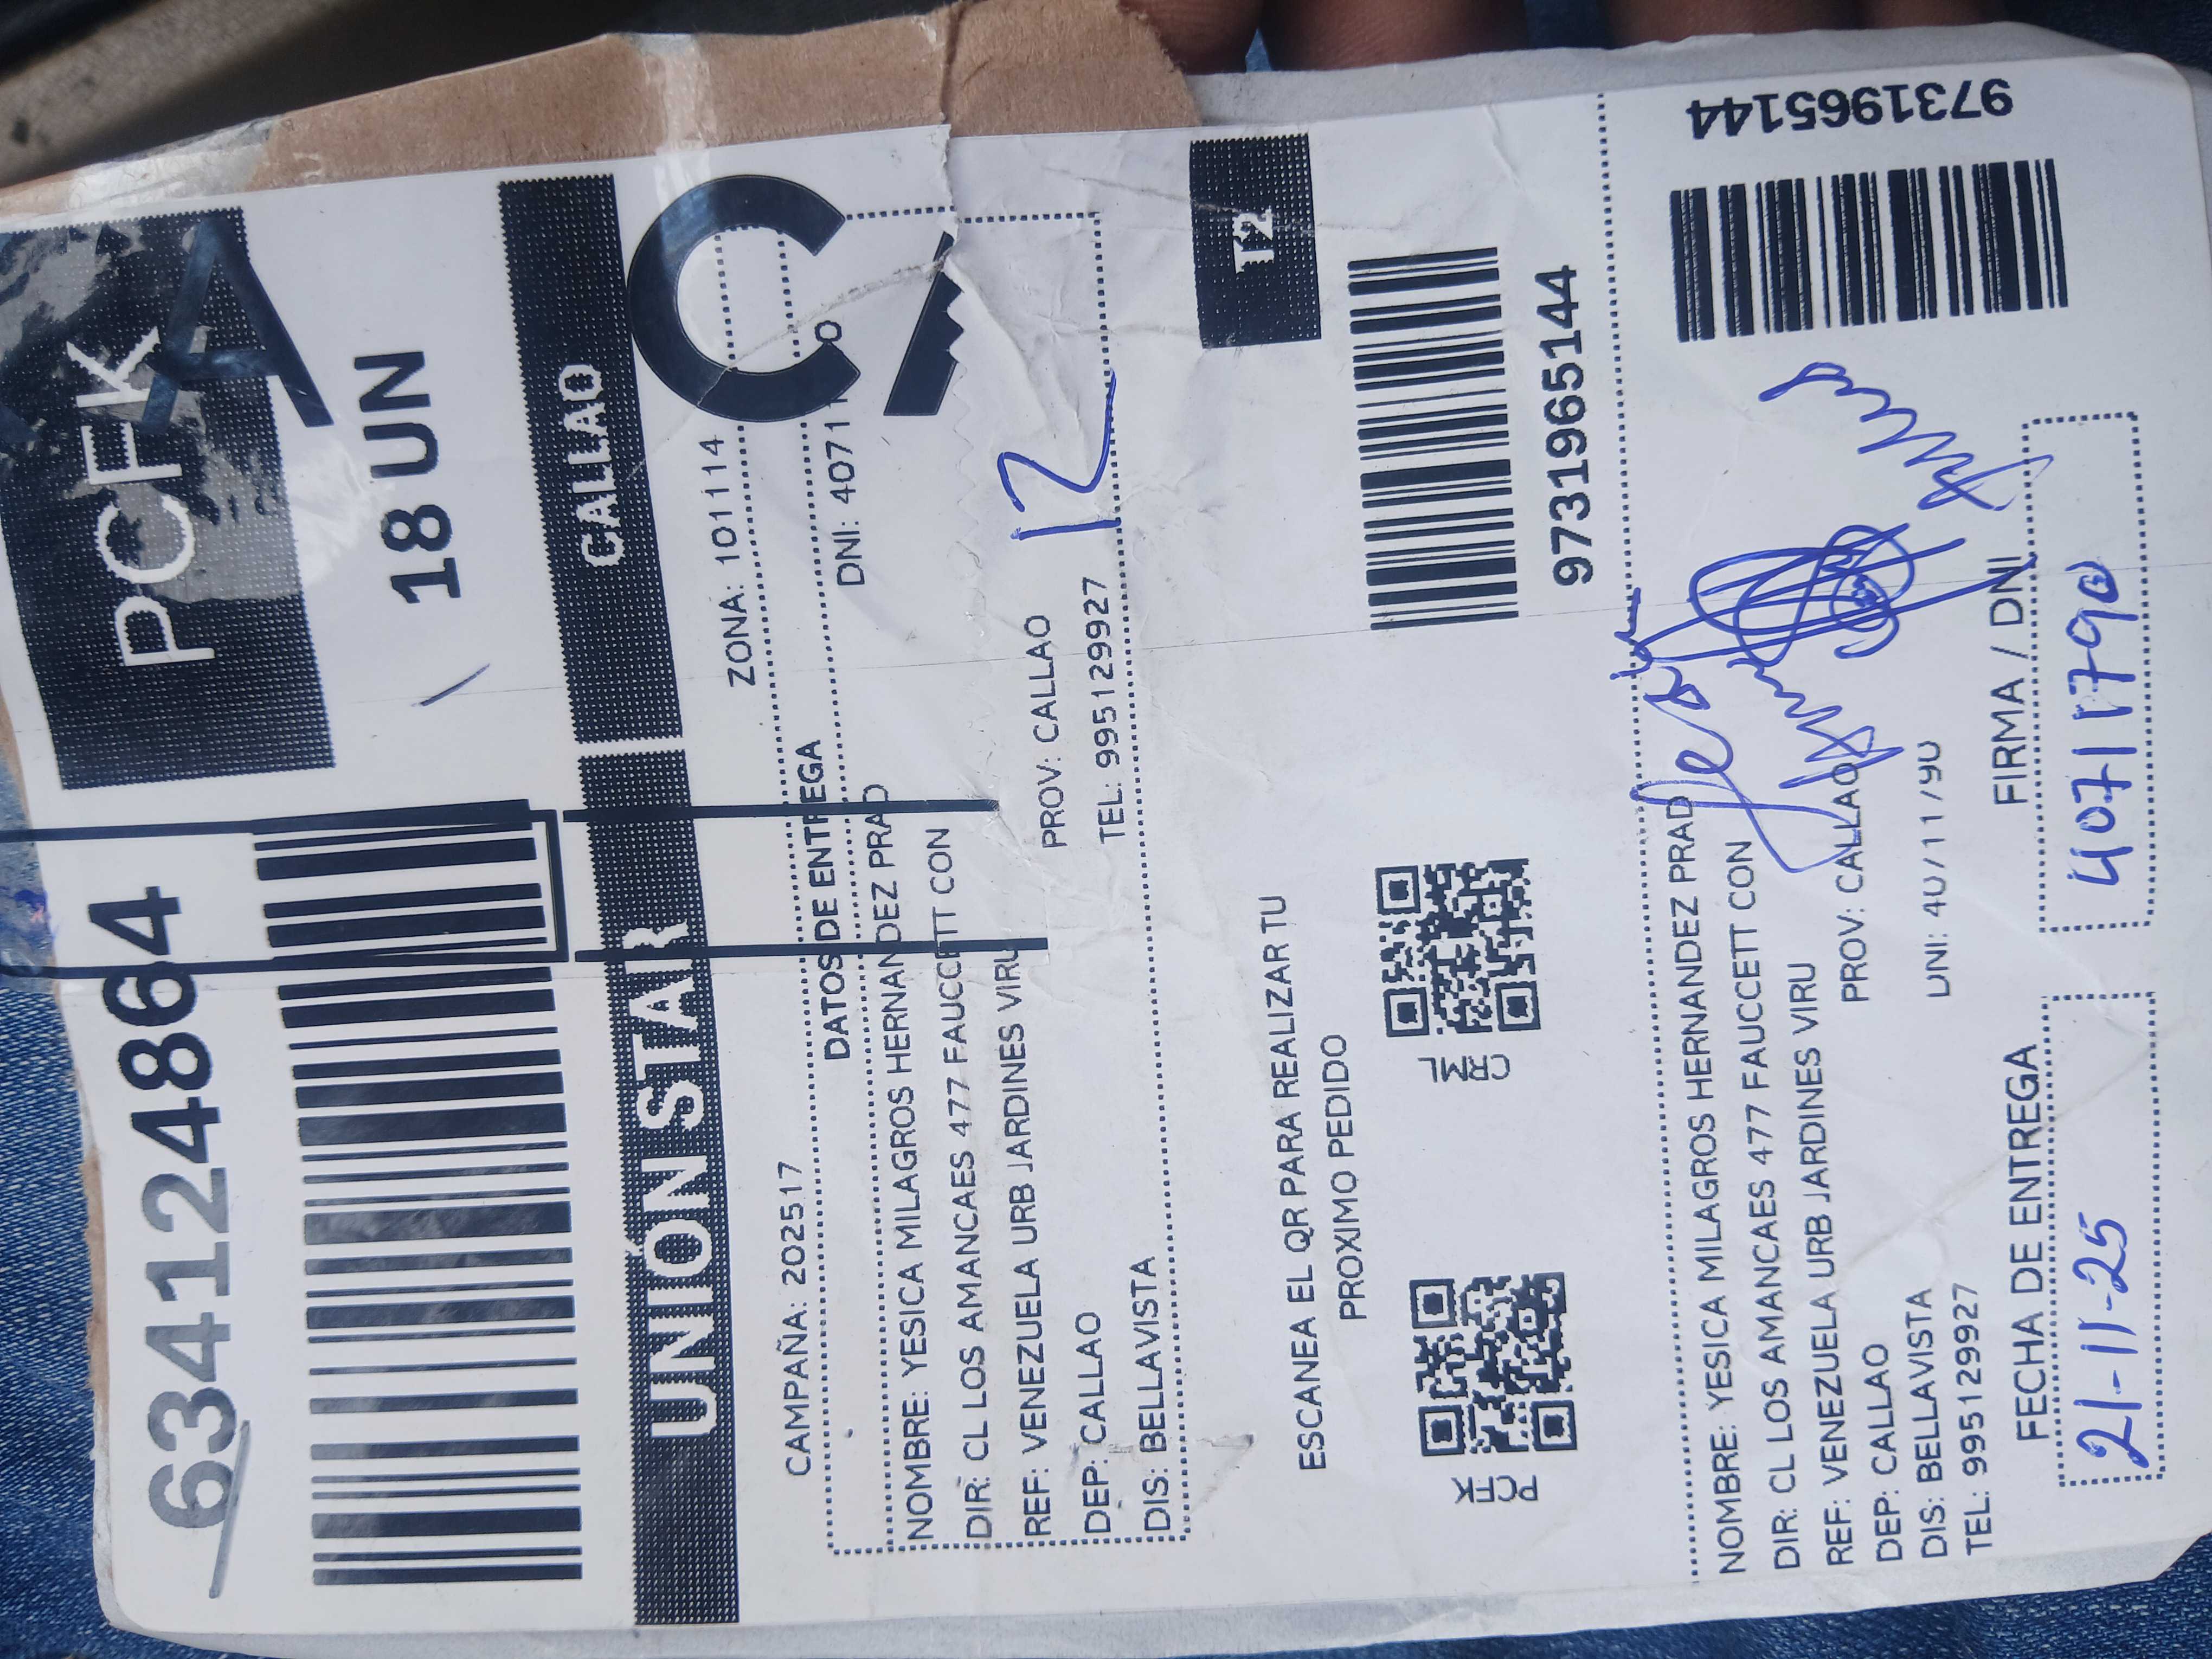 634124864
PCFK
A
18 UN
UNIÓN STAR
CALLAO
CAMPAÑA: 202517
ZONA: 101114
CA
DATOS DE ENTREGA
NOMBRE: YESICA MILAGROS HERNANDEZ PRADO
DNI: 4071
DIR: CL LOS AMANCAES 477 FAUCCETT CON
REF: VENEZUELA URB JARDINES VIRU
DEP: CALLAO
PROV: CALLAO
DIS: BELLAVISTA
TEL: 995129927
12
12
ESCANEA EL QR PARA REALIZAR TU
PROXIMO PEDIDO
PCFK
CRML
9731965144
NOMBRE: YESICA MILAGROS HERNANDEZ PRADO
DIR: CL LOS AMANCAES 477 FAUCCETT CON
REF: VENEZUELA URB JARDINES VIRU
DEP: CALLAO
PROV: CALLAO
DIS: BELLAVISTA
TEL: 995129927
DNI: 40711790
9731965144
FECHA DE ENTREGA
FIRMA / DNI
21-11-25
40711790